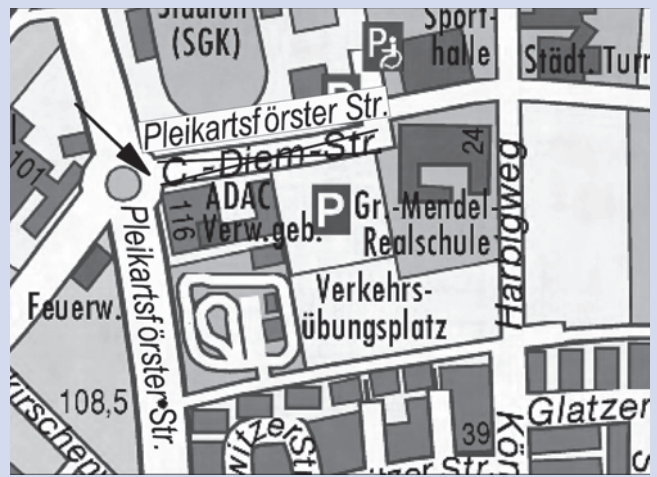 Stadion
(SGK)
P
Sport-
halle
Städt. Turn
P
Pleikartsförster Str.
C.-Diem-Str.
101
24
Harbigweg
116
ADAC
Verw.geb.
P
Gr.-Mendel-
Realschule
Pleikartsförster Str.
Feuerw.
Verkehrs-
übungsplatz
108,5
39
Glatzer